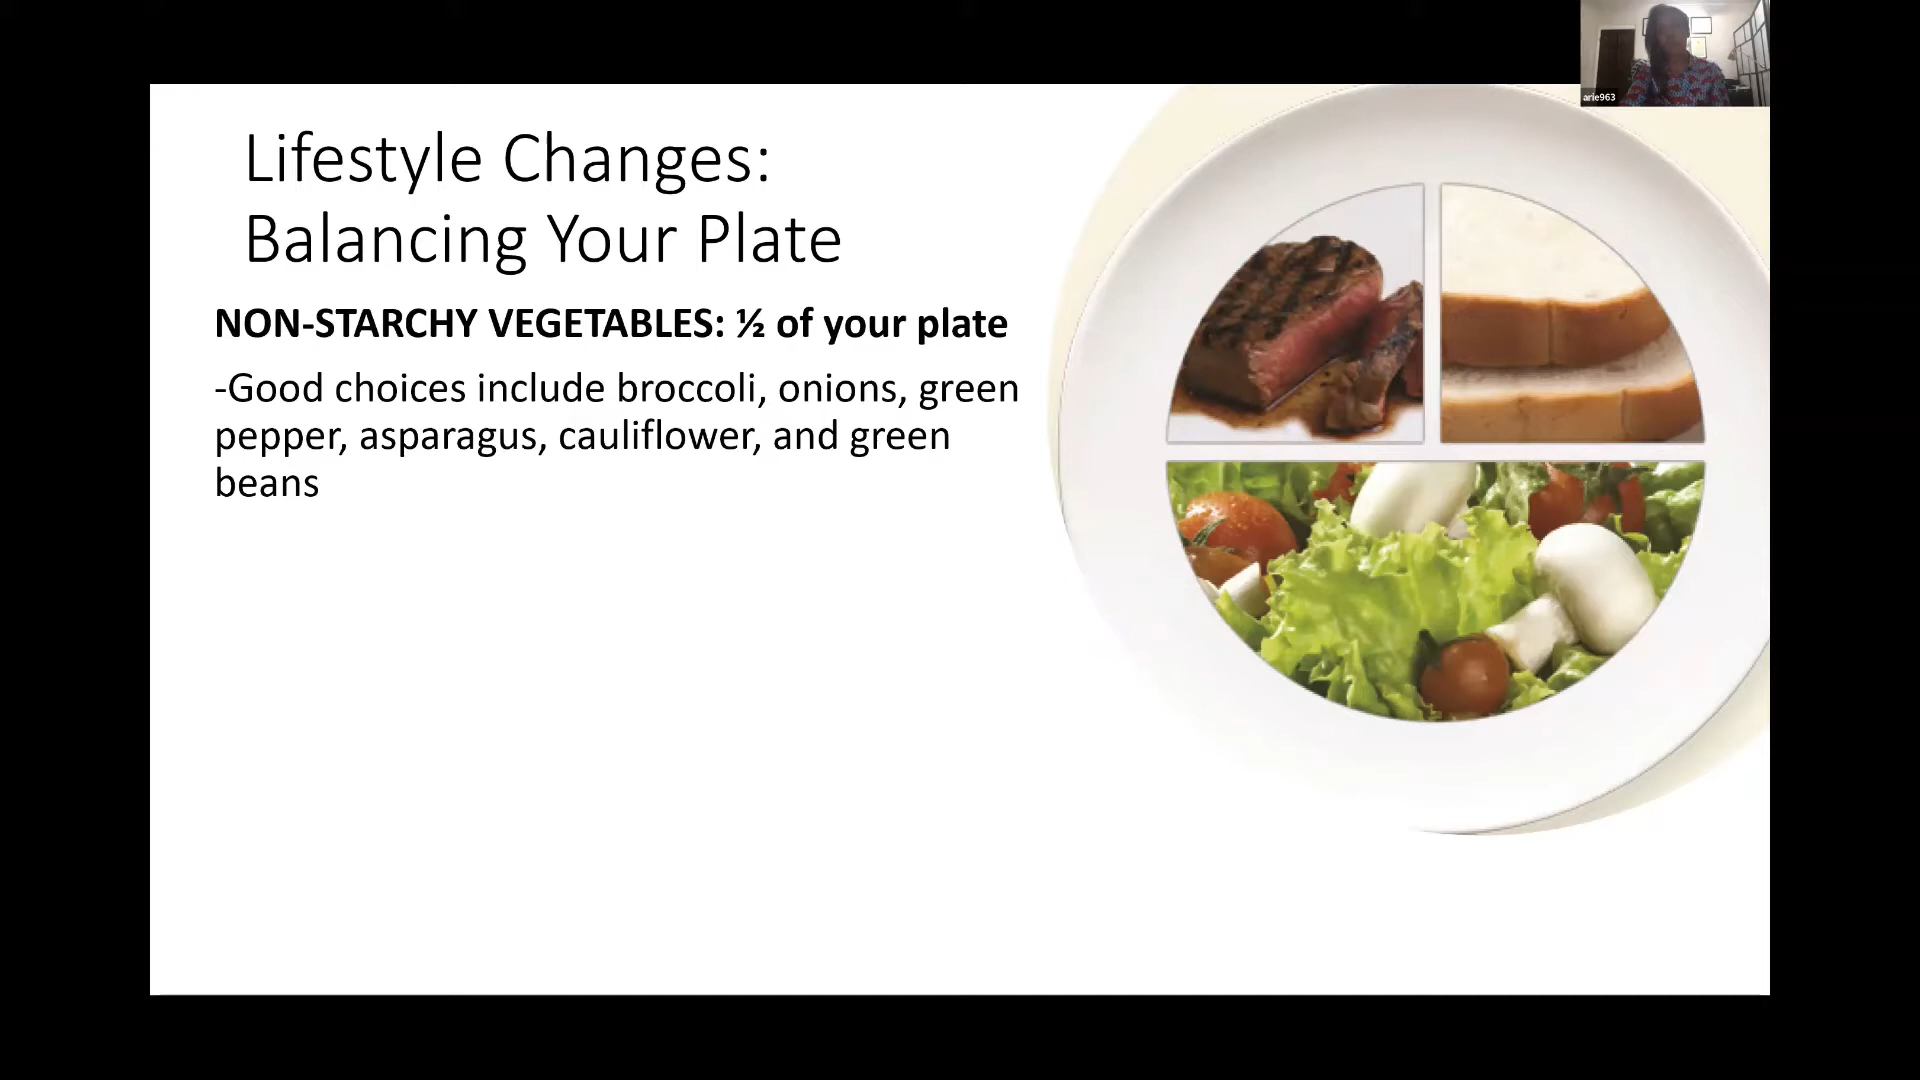 arie963
Lifestyle Changes:
Balancing Your Plate
NON-STARCHY VEGETABLES: ½ of your plate
-Good choices include broccoli, onions, green
pepper, asparagus, cauliflower, and green
beans